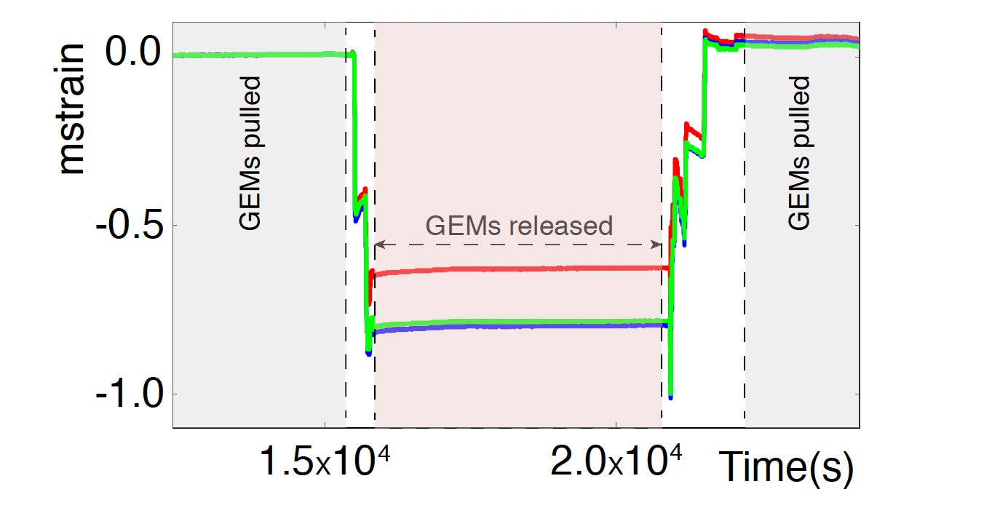 0.0
mstrain
GEMs pulled
GEMs pulled
-0.5
GEMs released
-1.0
1.5x10⁴
2.0x10⁴
Time(s)